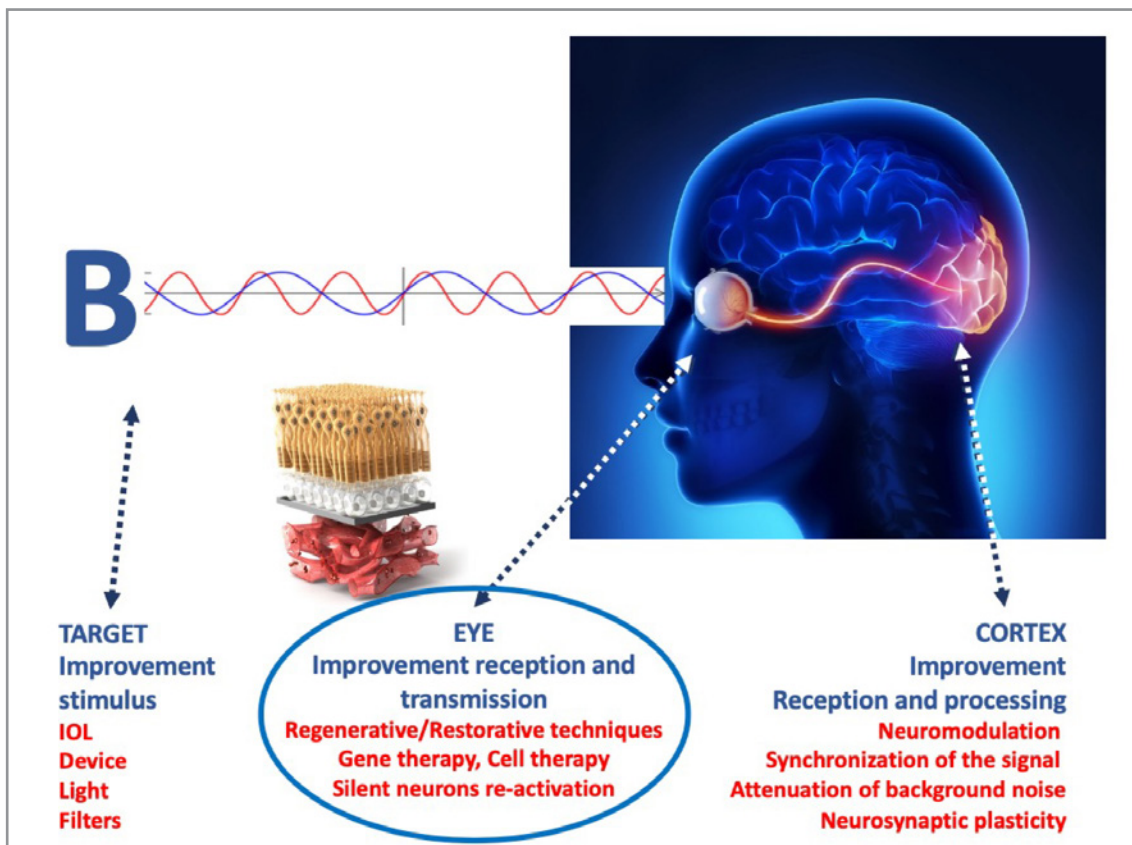 B
TARGET
Improvement
stimulus
IOL
Device
Light
Filters
EYE
Improvement reception and
transmission
Regenerative/Restorative techniques
Gene therapy, Cell therapy
Silent neurons re-activation
CORTEX
Improvement
Reception and processing
Neuromodulation
Synchronization of the signal
Attenuation of background noise
Neurosynaptic plasticity